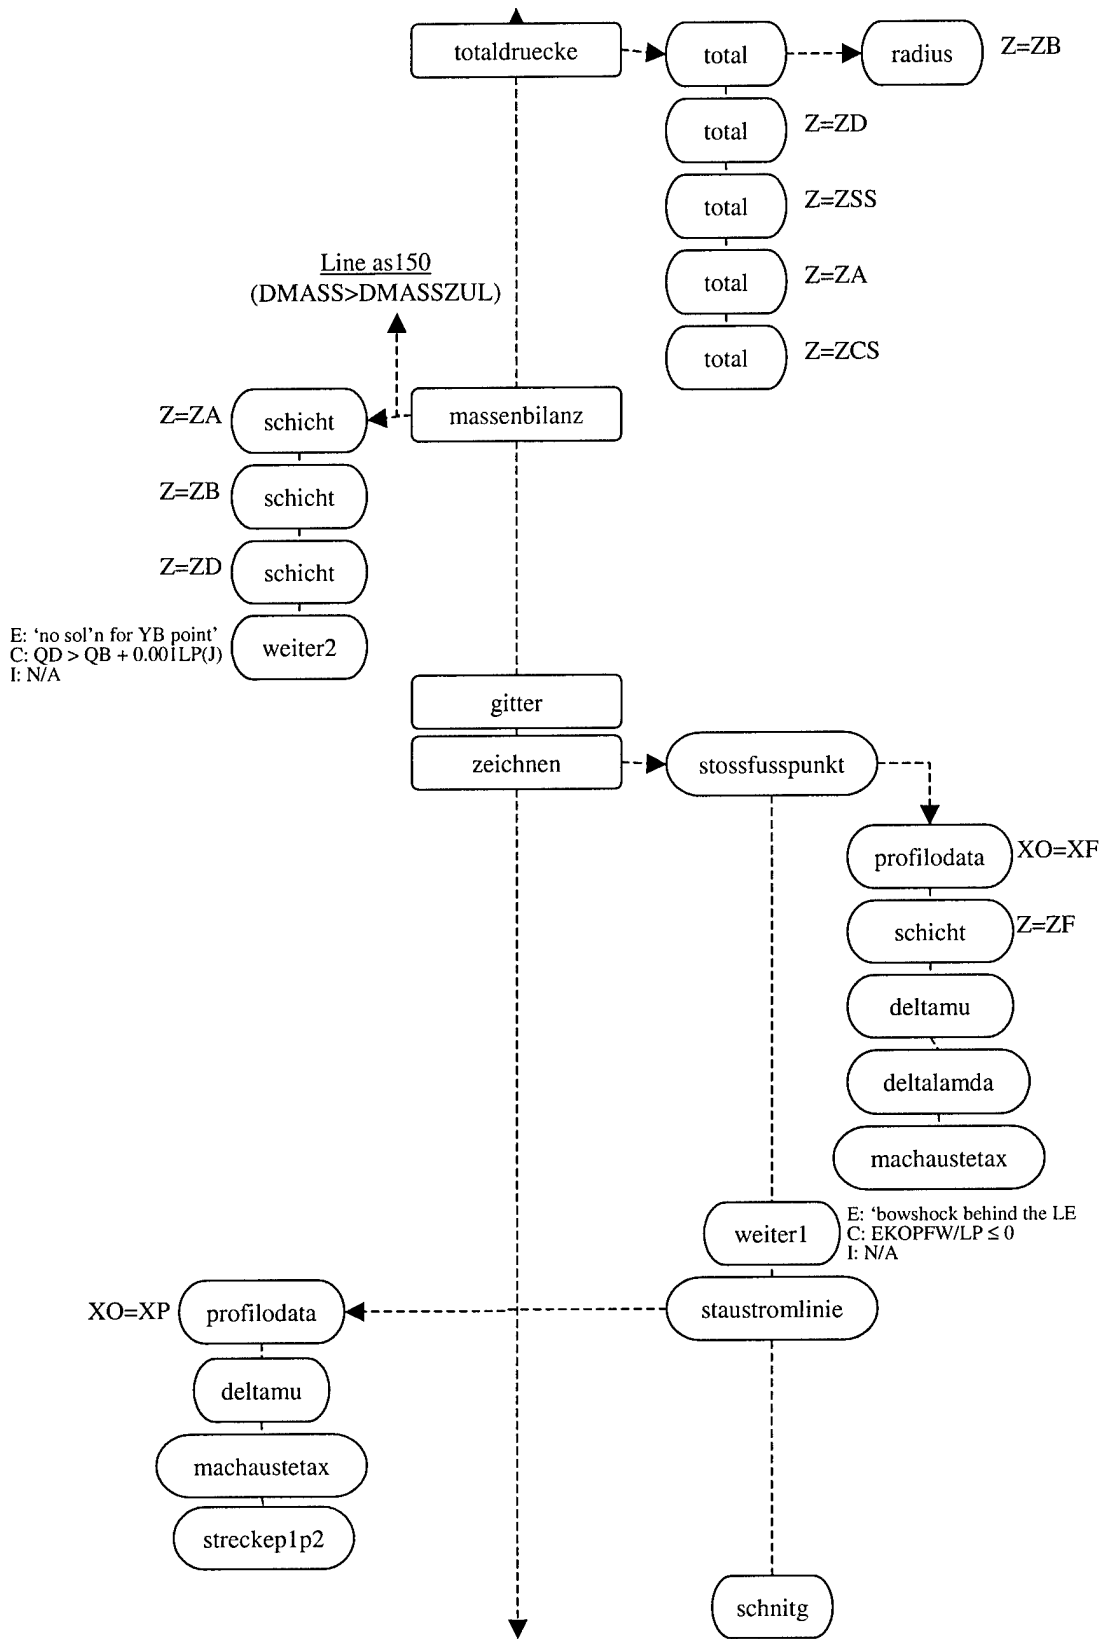 totaldruecke
total
radius
Z=ZB
total
Z=ZD
total
Z=ZSS
total
Z=ZA
total
Z=ZCS
Line as150
(DMASS>DMASSZUL)
massenbilanz
Z=ZA
schicht
Z=ZB
schicht
Z=ZD
schicht
E: ‘no sol’n for YB point’
C: QD > QB + 0.001LP(J)
I: N/A
weiter2
gitter
zeichnen
stossfusspunkt
profilodata
XO=XF
schicht
Z=ZF
deltamu
deltalamda
machaustetax
weiter1
E: ‘bowshock behind the LE
C: EKOPFW/LP ≤ 0
I: N/A
staustromlinie
XO=XP
profilodata
deltamu
machaustetax
streckep1p2
schnitg